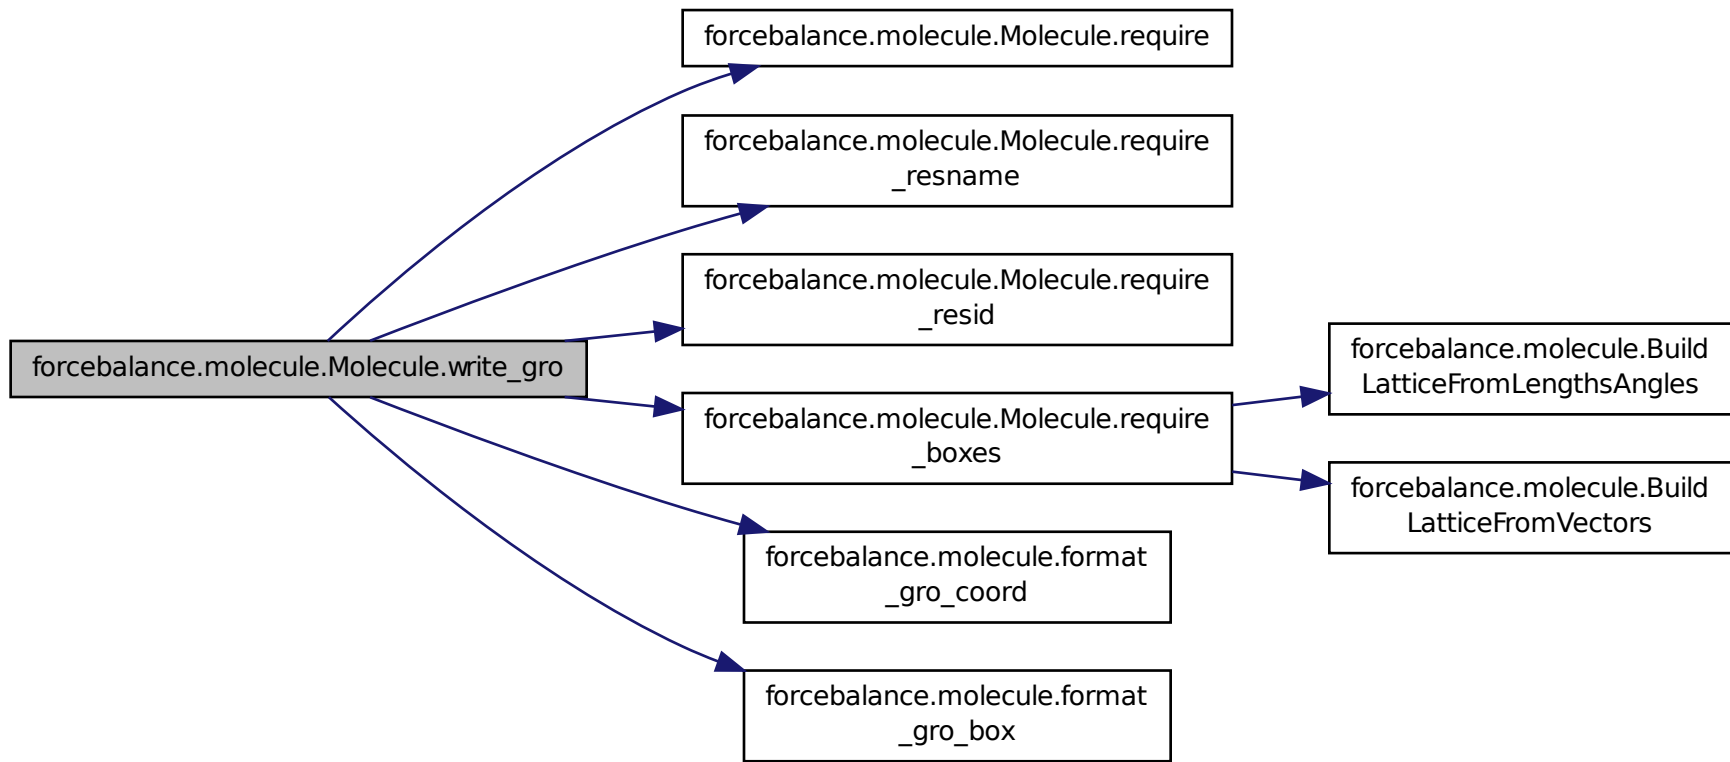 forcebalance.molecule.Molecule.write_gro
forcebalance.molecule.Molecule.require
forcebalance.molecule.Molecule.require
_resname
forcebalance.molecule.Molecule.require
_resid
forcebalance.molecule.Molecule.require
_boxes
forcebalance.molecule.Build
LatticeFromLengthsAngles
forcebalance.molecule.Build
LatticeFromVectors
forcebalance.molecule.format
_gro_coord
forcebalance.molecule.format
_gro_box